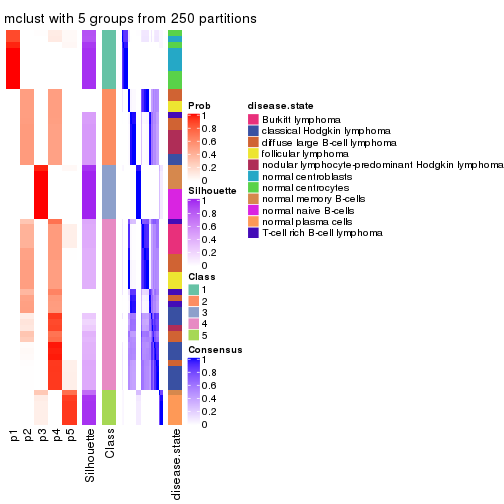 mclust with 5 groups from 250 partitions
Prob
1
0.8
0.6
0.4
0.2
0
Silhouette
1
0.8
0.6
0.4
0.2
0
Class
1
2
3
4
5
Consensus
1
0.8
0.6
0.4
0.2
0
disease.state
Burkitt lymphoma
classical Hodgkin lymphoma
diffuse large B-cell lymphoma
follicular lymphoma
nodular lymphocyte-predominant Hodgkin lymphoma
normal centroblasts
normal centrocytes
normal memory B-cells
normal naive B-cells
normal plasma cells
T-cell rich B-cell lymphoma
p1
p2
p3
p4
p5
Silhouette
Class
disease.state